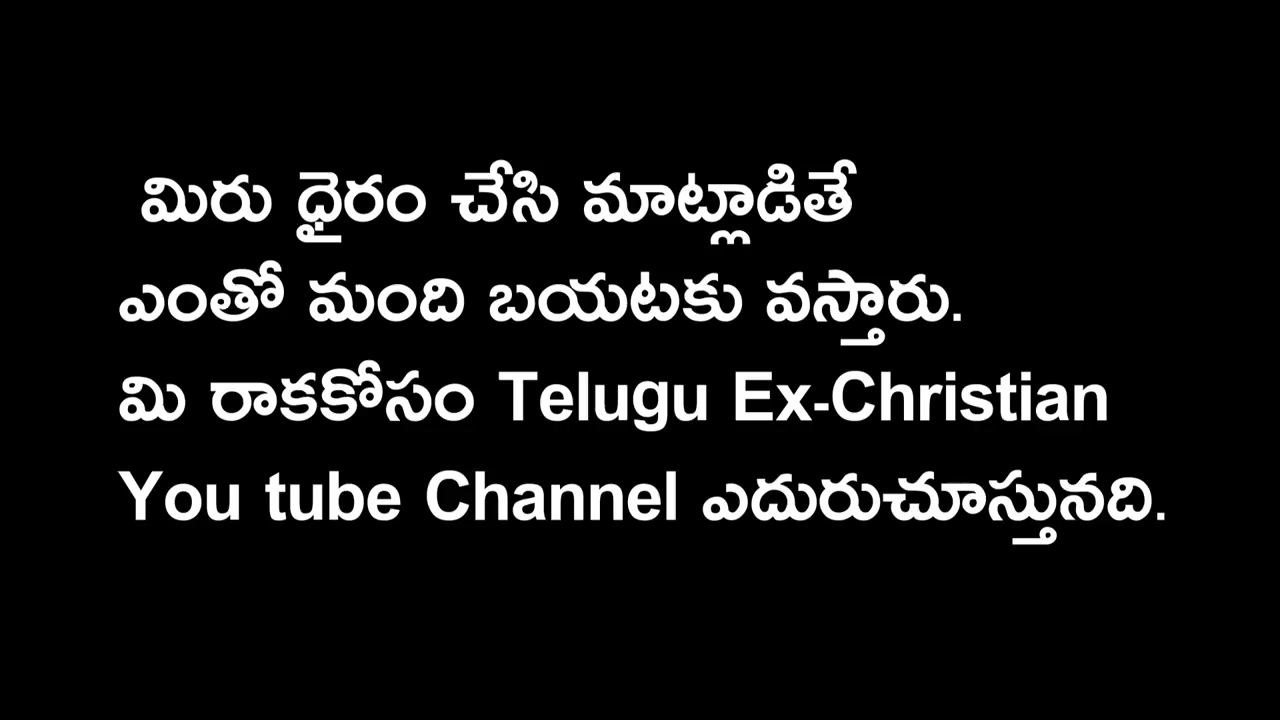 మిరు ధైరం చేసి మాట్లాడితే
ఎంతో మంది బయటకు వస్తారు.
మి రాకకోసం Telugu Ex-Christian
You tube Channel ఎదురుచూస్తునది.